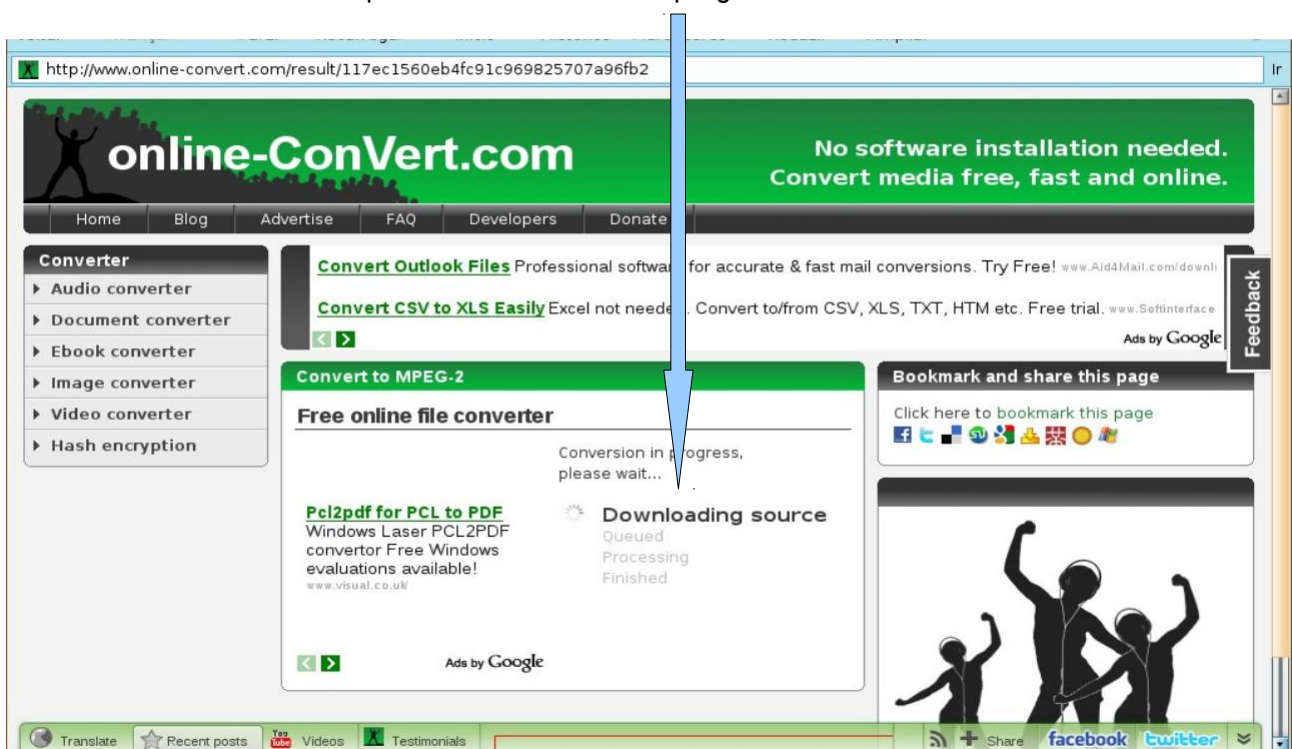 http://www.online-convert.com/result/117ec1560eb4fc91c969825707a96fb2
Ir
online-ConVert.com
No software installation needed.
Convert media free, fast and online.
Home Blog Advertise FAQ Developers Donate
Converter
Audio converter
Document converter
Ebook converter
Image converter
Video converter
Hash encryption
Convert Outlook Files Professional software for accurate & fast mail conversions. Try Free!
Convert CSV to XLS Easily Excel not needed. Convert to/from CSV, XLS, TXT, HTM etc. Free trial. www.Softinterface
Ads by Google
Feedback
Convert to MPEG-2
Free online file converter
Conversion in progress,
please wait...
Pcl2pdf for PCL to PDF
Windows Laser PCL2PDF
convertor Free Windows
evaluations available!
www.visual.co.uk/
Downloading source
Queued
Processing
Finished
Ads by Google
Bookmark and share this page
Click here to bookmark this page
Translate Recent posts You Tube Videos Testimonials Share facebook twitter